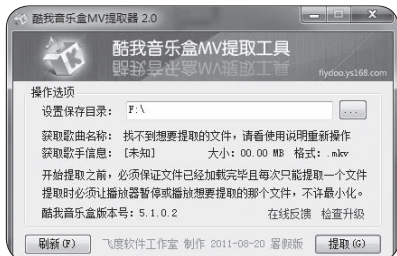 酷我音乐盒MV提取器 2.0
酷我音乐盒MV提取工具
flydoo.ys168.com
操作选项
设置保存目录： F:\ ...
获取歌曲名称： 找不到想要提取的文件，请看使用说明重新操作
获取歌手信息： [未知] 大小：00.00 MB 格式：.mkv
开始提取之前，必须保证文件已经加载完毕且每次只能提取一个文件
提取时必须让播放器暂停或播放想要提取的那个文件，不许最小化。
酷我音乐盒版本号：5.1.0.2 在线反馈 检查升级
刷新(F) 飞度软件工作室 制作 2011-08-20 暑假版 提取(G)